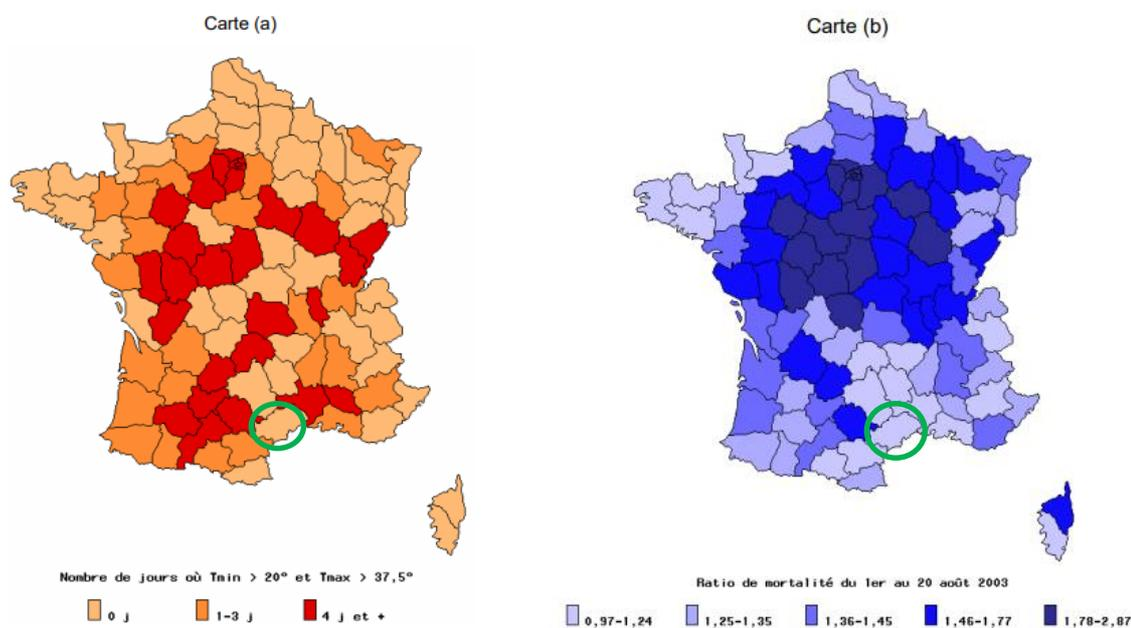 Carte (a)
Carte (b)
Nombre de jours où Tmin > 20° et Tmax > 37,5°
0 j
1-3 j
4 j et +
Ratio de mortalité du 1er au 20 août 2003
0,97-1,24
1,25-1,35
1,36-1,45
1,46-1,77
1,78-2,87